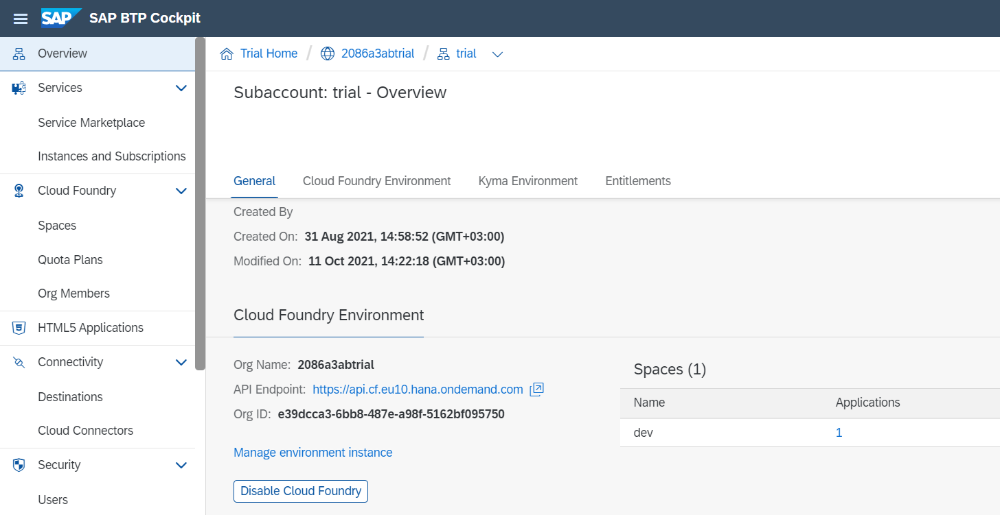 SAP SAP BTP Cockpit
Overview
Services
Service Marketplace
Instances and Subscriptions
Cloud Foundry
Spaces
Quota Plans
Org Members
HTML5 Applications
Connectivity
Destinations
Cloud Connectors
Security
Users
Trial Home / 2086a3abtrial / trial
Subaccount: trial - Overview
General Cloud Foundry Environment Kyma Environment Entitlements
Created By
Created On: 31 Aug 2021, 14:58:52 (GMT+03:00)
Modified On: 11 Oct 2021, 14:22:18 (GMT+03:00)
Cloud Foundry Environment
Org Name: 2086a3abtrial
API Endpoint: https://api.cf.eu10.hana.ondemand.com
Org ID: e39dcca3-6bb8-487e-a98f-5162bf095750
Manage environment instance
Disable Cloud Foundry
Spaces (1)
Name Applications
dev 1